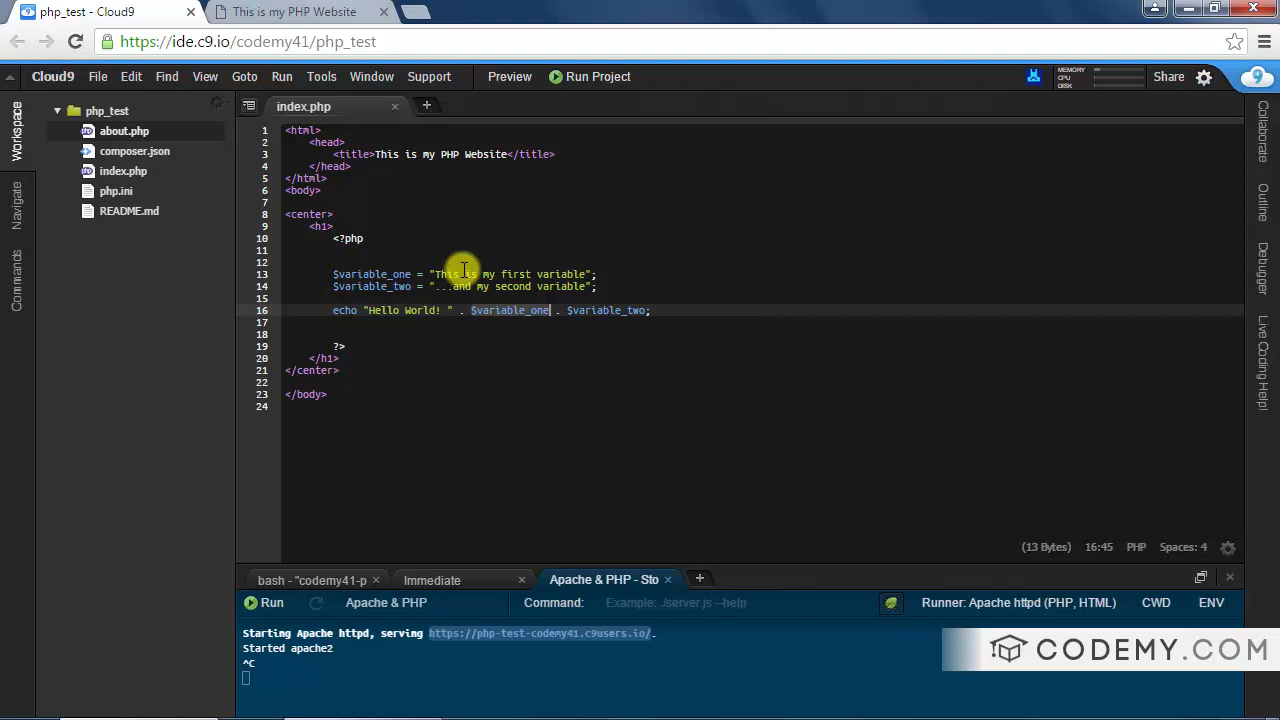 php_test - Cloud9
This is my PHP Website
https://ide.c9.io/codemy41/php_test
Cloud9 File Edit Find View Goto Run Tools Window Support Preview Run Project MEMORY CPU DISK Share
Workspace
Navigate
Commands
php_test
about.php
composer.json
index.php
php.ini
README.md
index.php
1 <html>
2 <head>
3 <title>This is my PHP Website</title>
4 </head>
5 </html>
6 <body>
7
8 <center>
9 <h1>
10 <?php
11
12
13 $variable_one = "This is my first variable";
14 $variable_two = "...and my second variable";
15
16 echo "Hello World! " . $variable_one . $variable_two;
17
18
19 ?>
20 </h1>
21 </center>
22
23 </body>
24
(13 Bytes) 16:45 PHP Spaces: 4
Collaborate
Outline
Live Coding Help!
bash - "codemy41-p
Immediate
Apache & PHP - Sto
Run Apache & PHP Command: Example: ./server.js --help Runner: Apache httpd (PHP, HTML) CWD ENV
Starting Apache httpd, serving https://php-test-codemy41.c9users.io/.
Started apache2
^C
CODEMY.COM